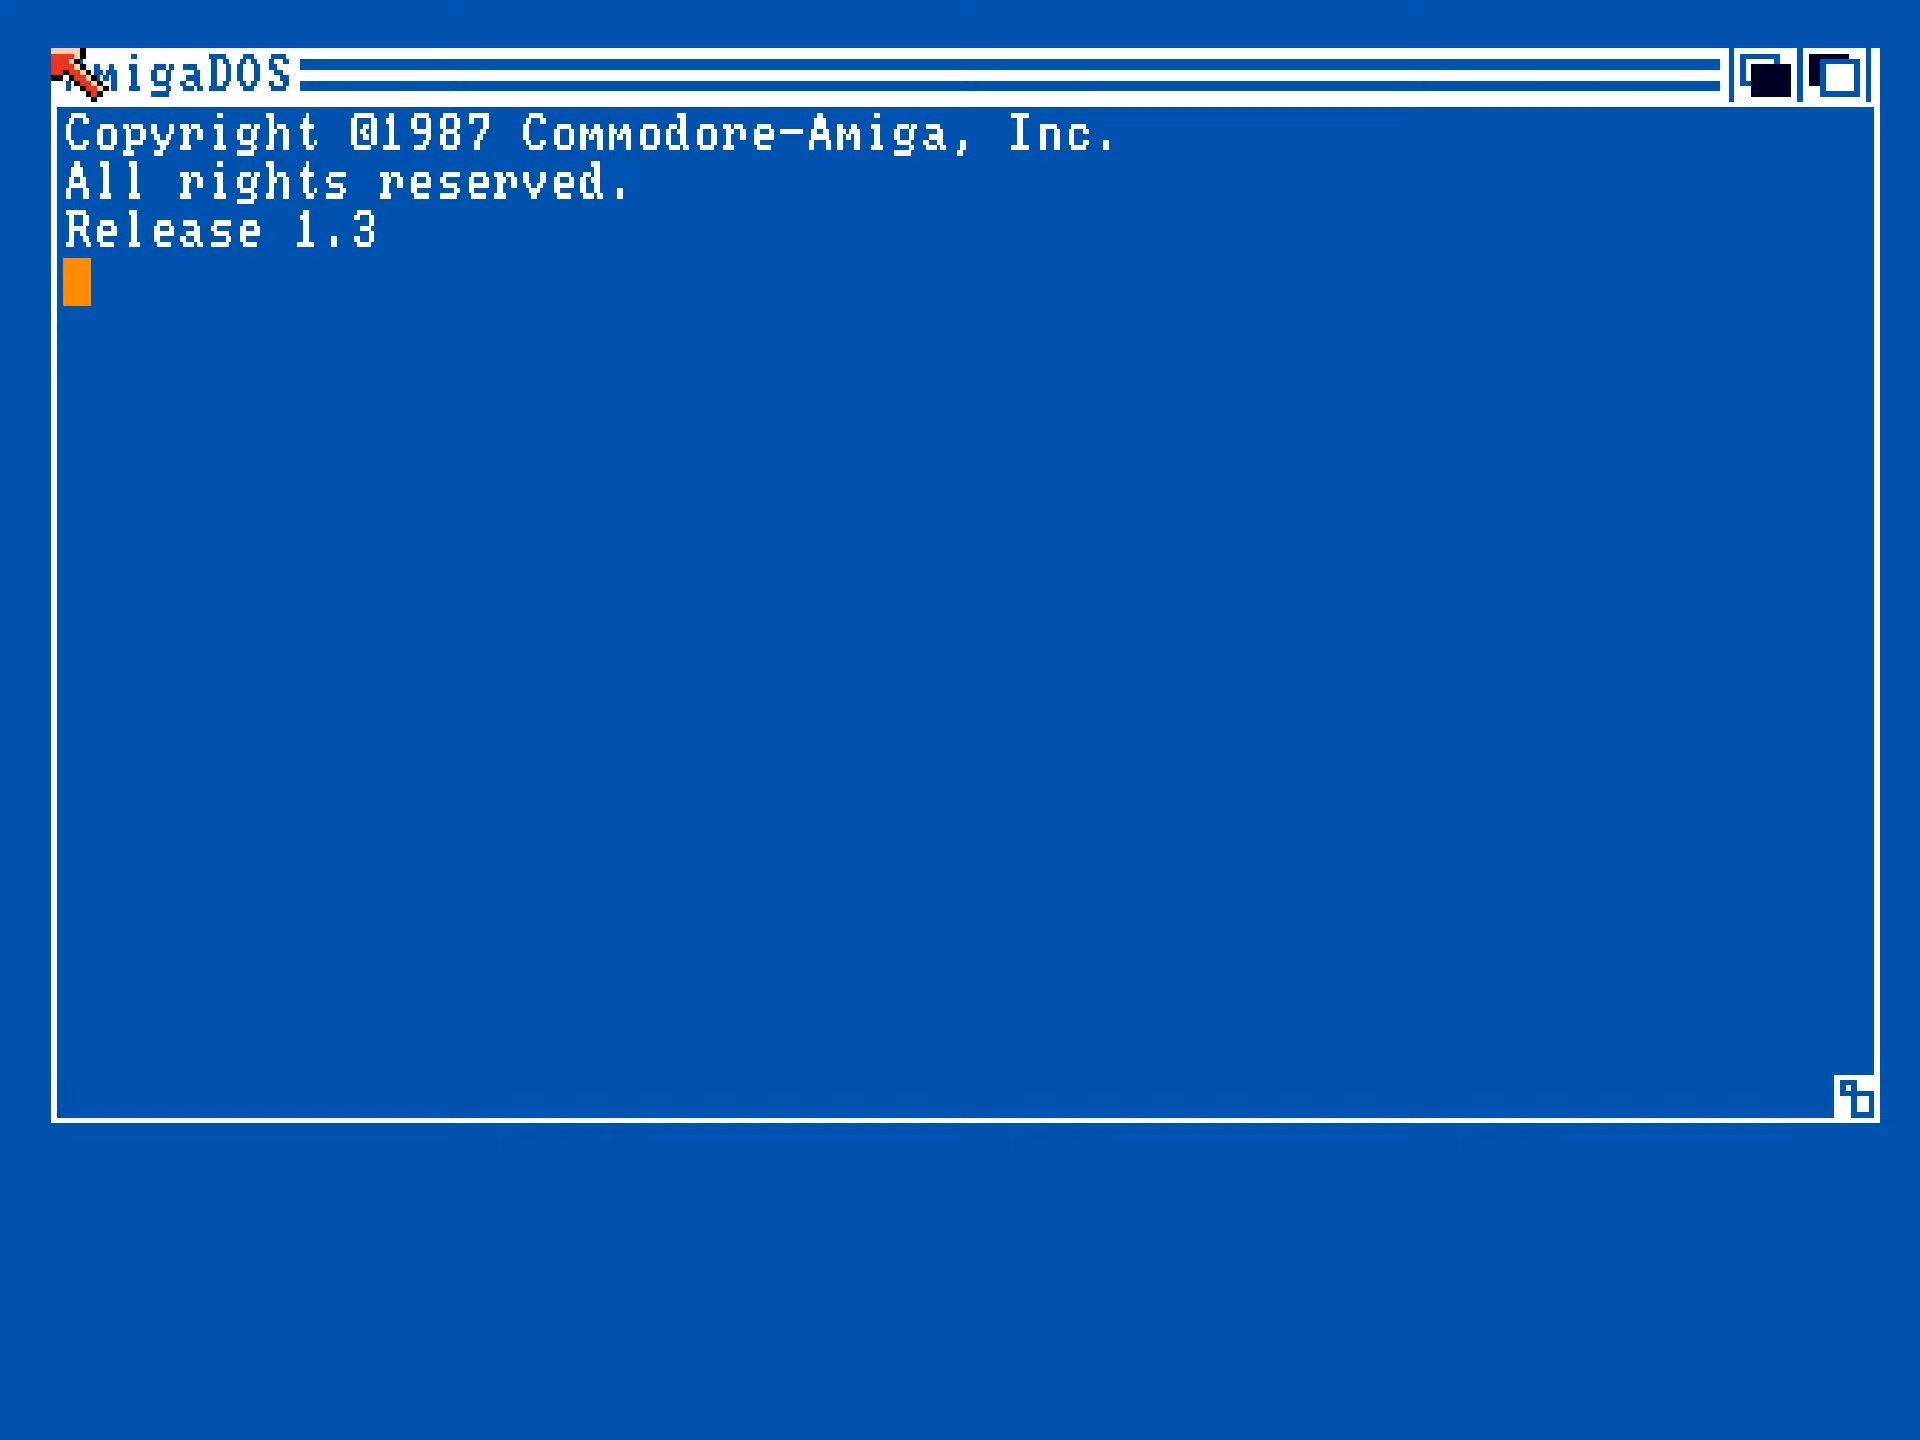 AmigaDOS
Copyright @1987 Commodore-Amiga, Inc.
All rights reserved.
Release 1.3